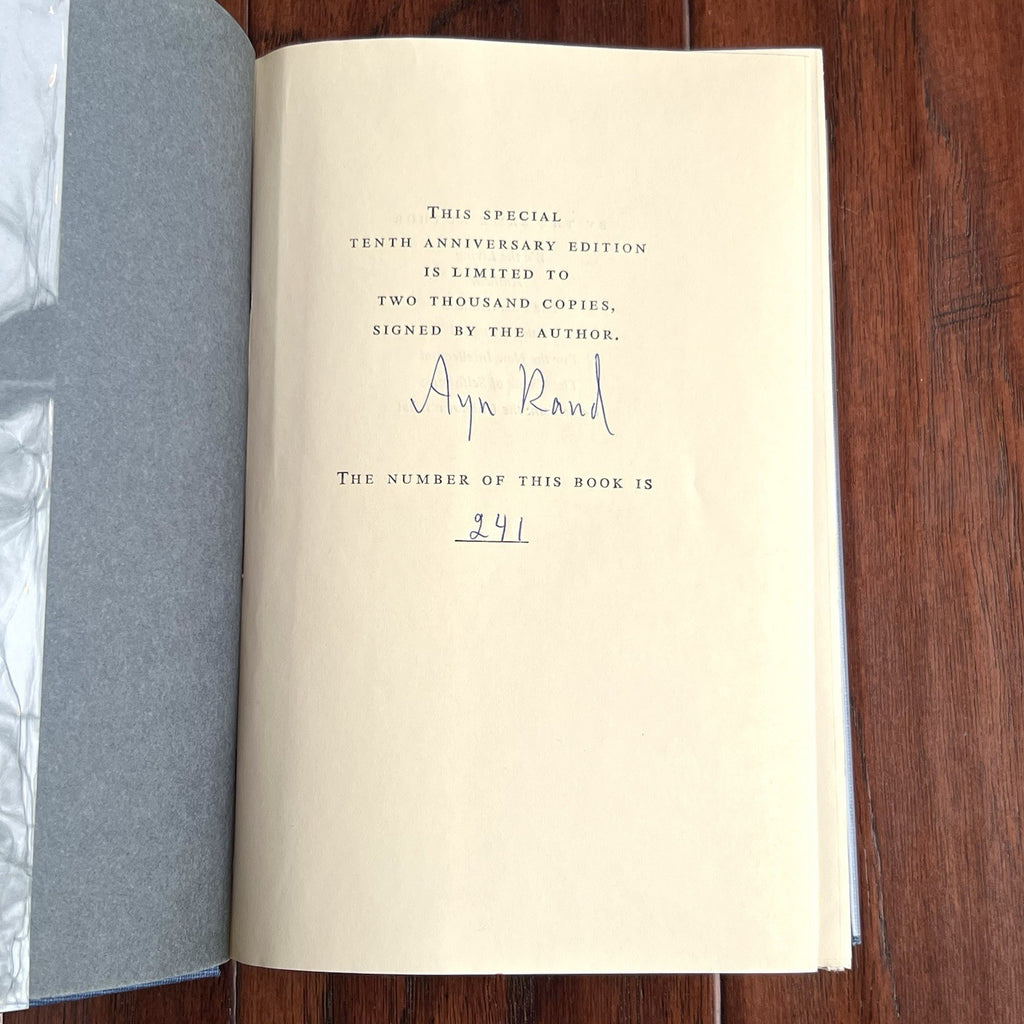 THIS SPECIAL
TENTH ANNIVERSARY EDITION
IS LIMITED TO
TWO THOUSAND COPIES,
SIGNED BY THE AUTHOR.
Ayn Rand
THE NUMBER OF THIS BOOK IS
241